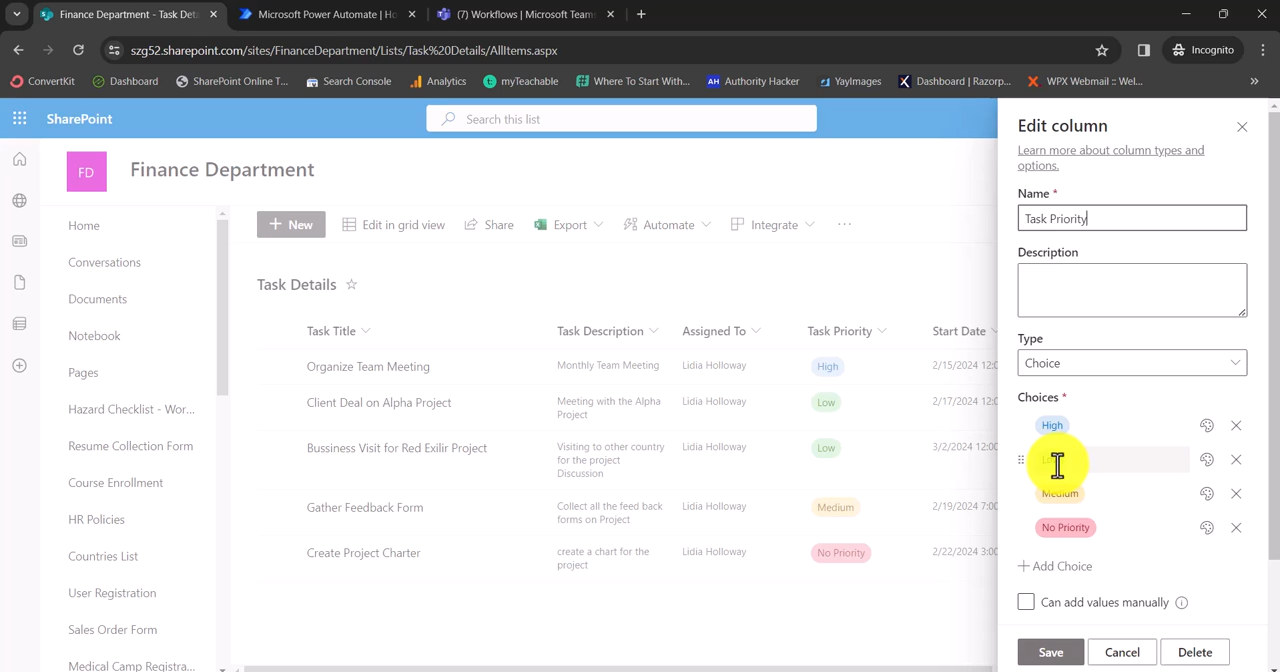 Finance Department - Task Deta
Microsoft Power Automate | Ho
(7) Workflows | Microsoft Team
szg52.sharepoint.com/sites/FinanceDepartment/Lists/Task%20Details/AllItems.aspx
Incognito
ConvertKit
Dashboard
SharePoint Online T...
Search Console
Analytics
myTeachable
Where To Start With...
AH Authority Hacker
YayImages
Dashboard | Razorp...
WPX Webmail :: Wel...
SharePoint
Search this list
FD
Finance Department
Home
Conversations
Documents
Notebook
Pages
Hazard Checklist - Wor...
Resume Collection Form
Course Enrollment
HR Policies
Countries List
User Registration
Sales Order Form
Medical Camp Registra...
New
Edit in grid view
Share
Export
Automate
Integrate
...
Task Details
Task Title
Task Description
Assigned To
Task Priority
Start Date
Organize Team Meeting
Monthly Team Meeting
Lidia Holloway
High
2/15/2024 12:0
Client Deal on Alpha Project
Meeting with the Alpha
Project
Lidia Holloway
Low
2/17/2024 12:0
Bussiness Visit for Red Exilir Project
Visiting to other country
for the project
Discussion
Lidia Holloway
Low
3/2/2024 12:00
Gather Feedback Form
Collect all the feed back
forms on Project
Lidia Holloway
Medium
2/19/2024 7:00
Create Project Charter
create a chart for the
project
Lidia Holloway
No Priority
2/22/2024 3:00
Edit column
Learn more about column types and
options.
Name *
Task Priority
Description
Type
Choice
Choices *
High
Medium
No Priority
+ Add Choice
Can add values manually
Save
Cancel
Delete